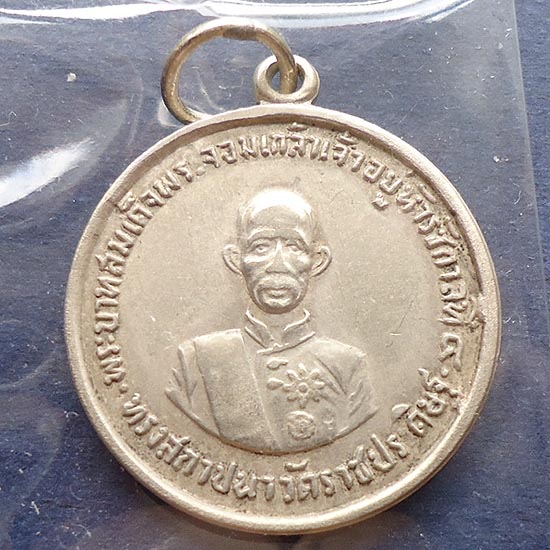 พระบาทสมเด็จพระจอมเกล้าเจ้าอยู่หัวรัชกาลที่ ๔
ทรงสถาปนาวัดราชประดิษฐ์